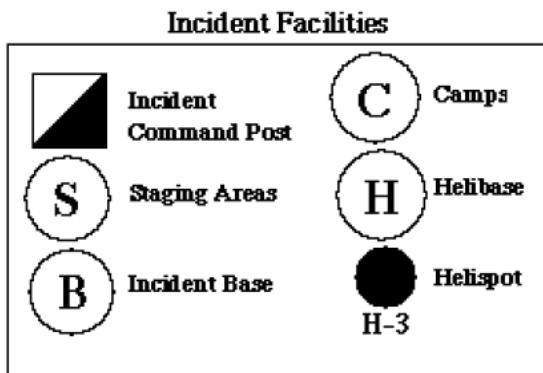 Incident Facilities
Incident
Command Post
S
Staging Areas
B
Incident Base
C
Camps
H
Helibase
Helispot
H-3